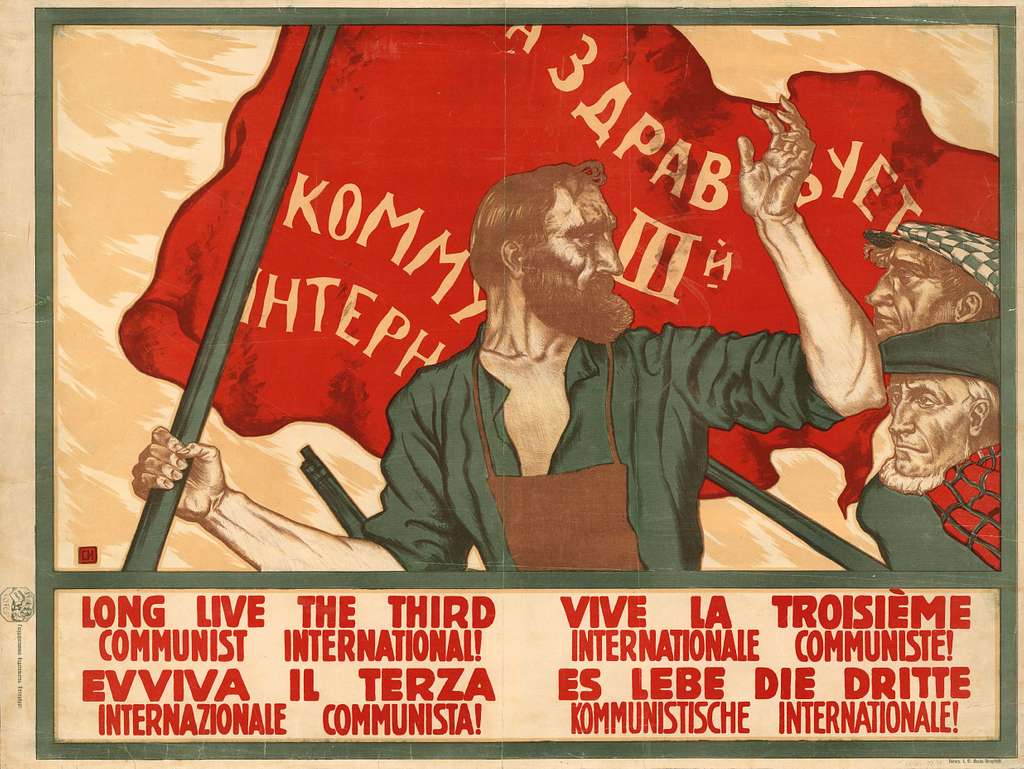 А ЗДРАВ
УЕТ
III й
КОММУ
ИНТЕРН
LONG LIVE THE THIRD
COMMUNIST INTERNATIONAL!
EVVIVA IL TERZA
INTERNAZIONALE COMMUNISTA!
VIVE LA TROISIÈME
INTERNATIONALE COMMUNISTE!
ES LEBE DIE DRITTE
KOMMUNISTISCHE INTERNATIONALE!